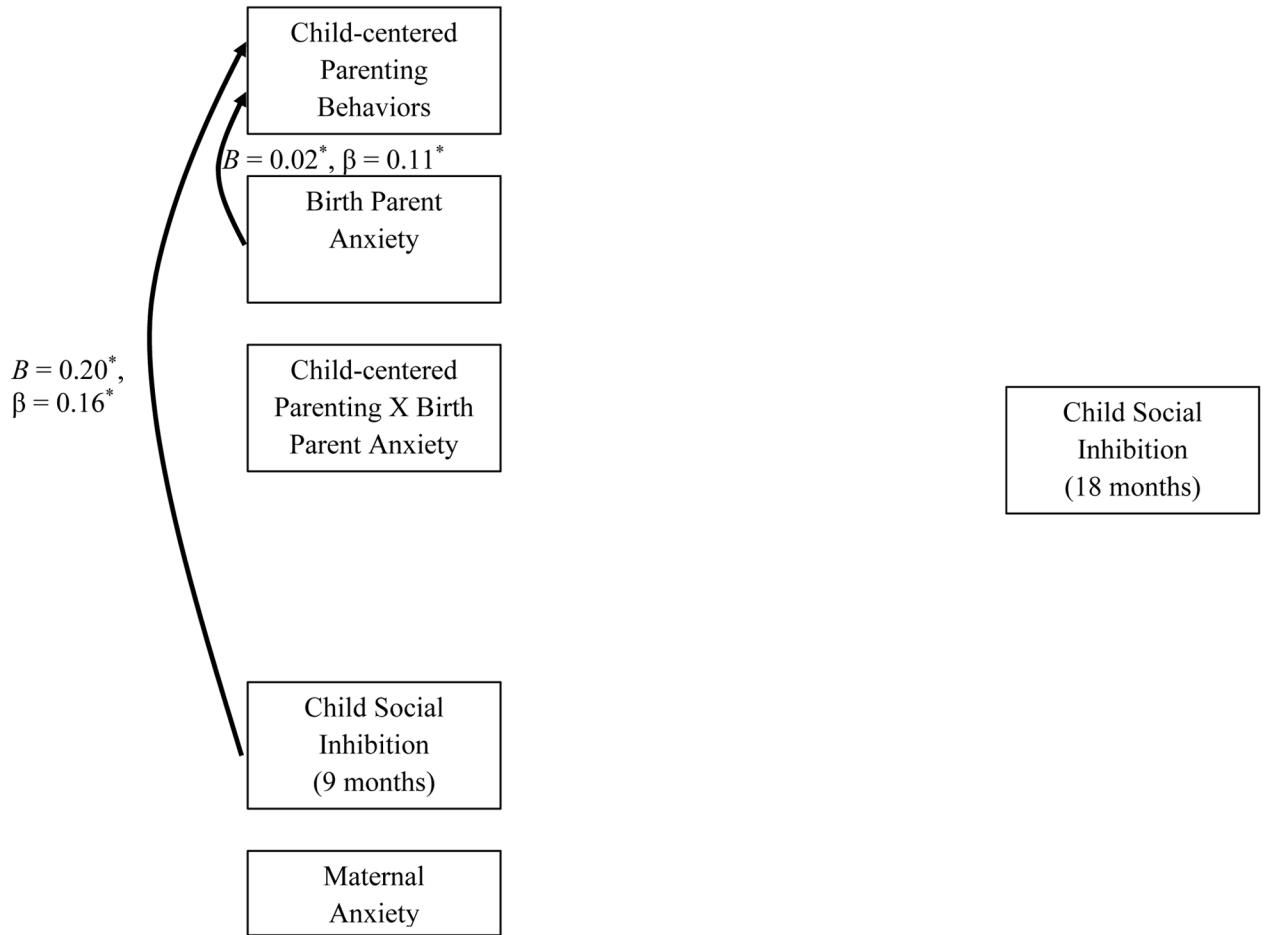 Child-centered
Parenting
Behaviors
B = 0.02*, β = 0.11*
Birth Parent
Anxiety
B = 0.20*,
β = 0.16*
Child-centered
Parenting X Birth
Parent Anxiety
Child Social
Inhibition
(18 months)
Child Social
Inhibition
(9 months)
Maternal
Anxiety